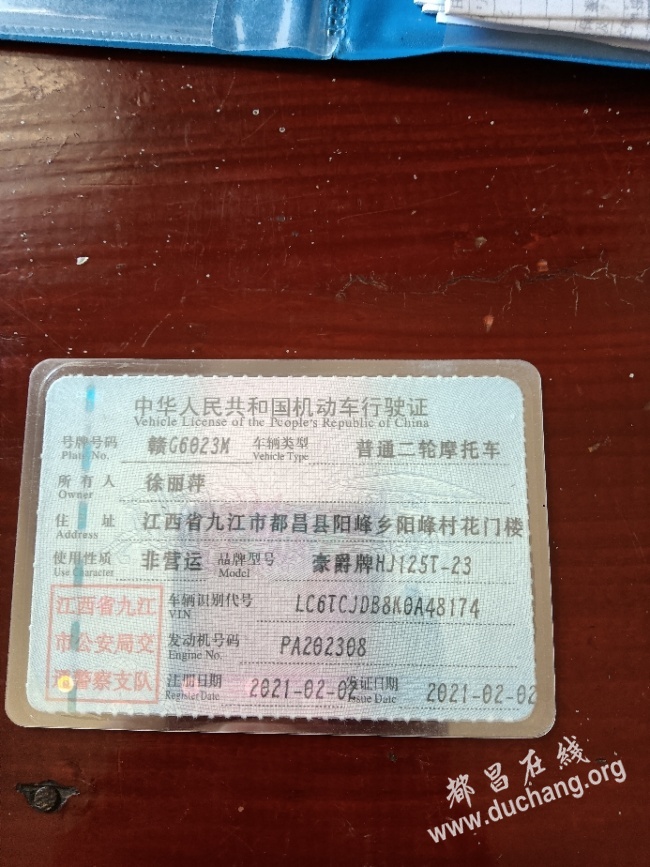 中华人民共和国机动车行驶证
Vehicle License of the People's Republic of China
号牌号码 赣G6023M 车辆类型 普通二轮摩托车
Plate No. Vehicle Type
所有人 徐丽萍
Owner
住址 江西省九江市都昌县阳峰乡阳峰村花门楼
Address
使用性质 非营运 品牌型号 豪爵牌HJ125T-23
Use Character Model
江西省九江
市公安局交
通警察支队
车辆识别代号 LC6TCJDB8K0A48174
VIN
发动机号码 PA202308
Engine No.
注册日期 2021-02-02 发证日期 2021-02-02
Register Date Issue Date
都昌在线
www.duchang.org